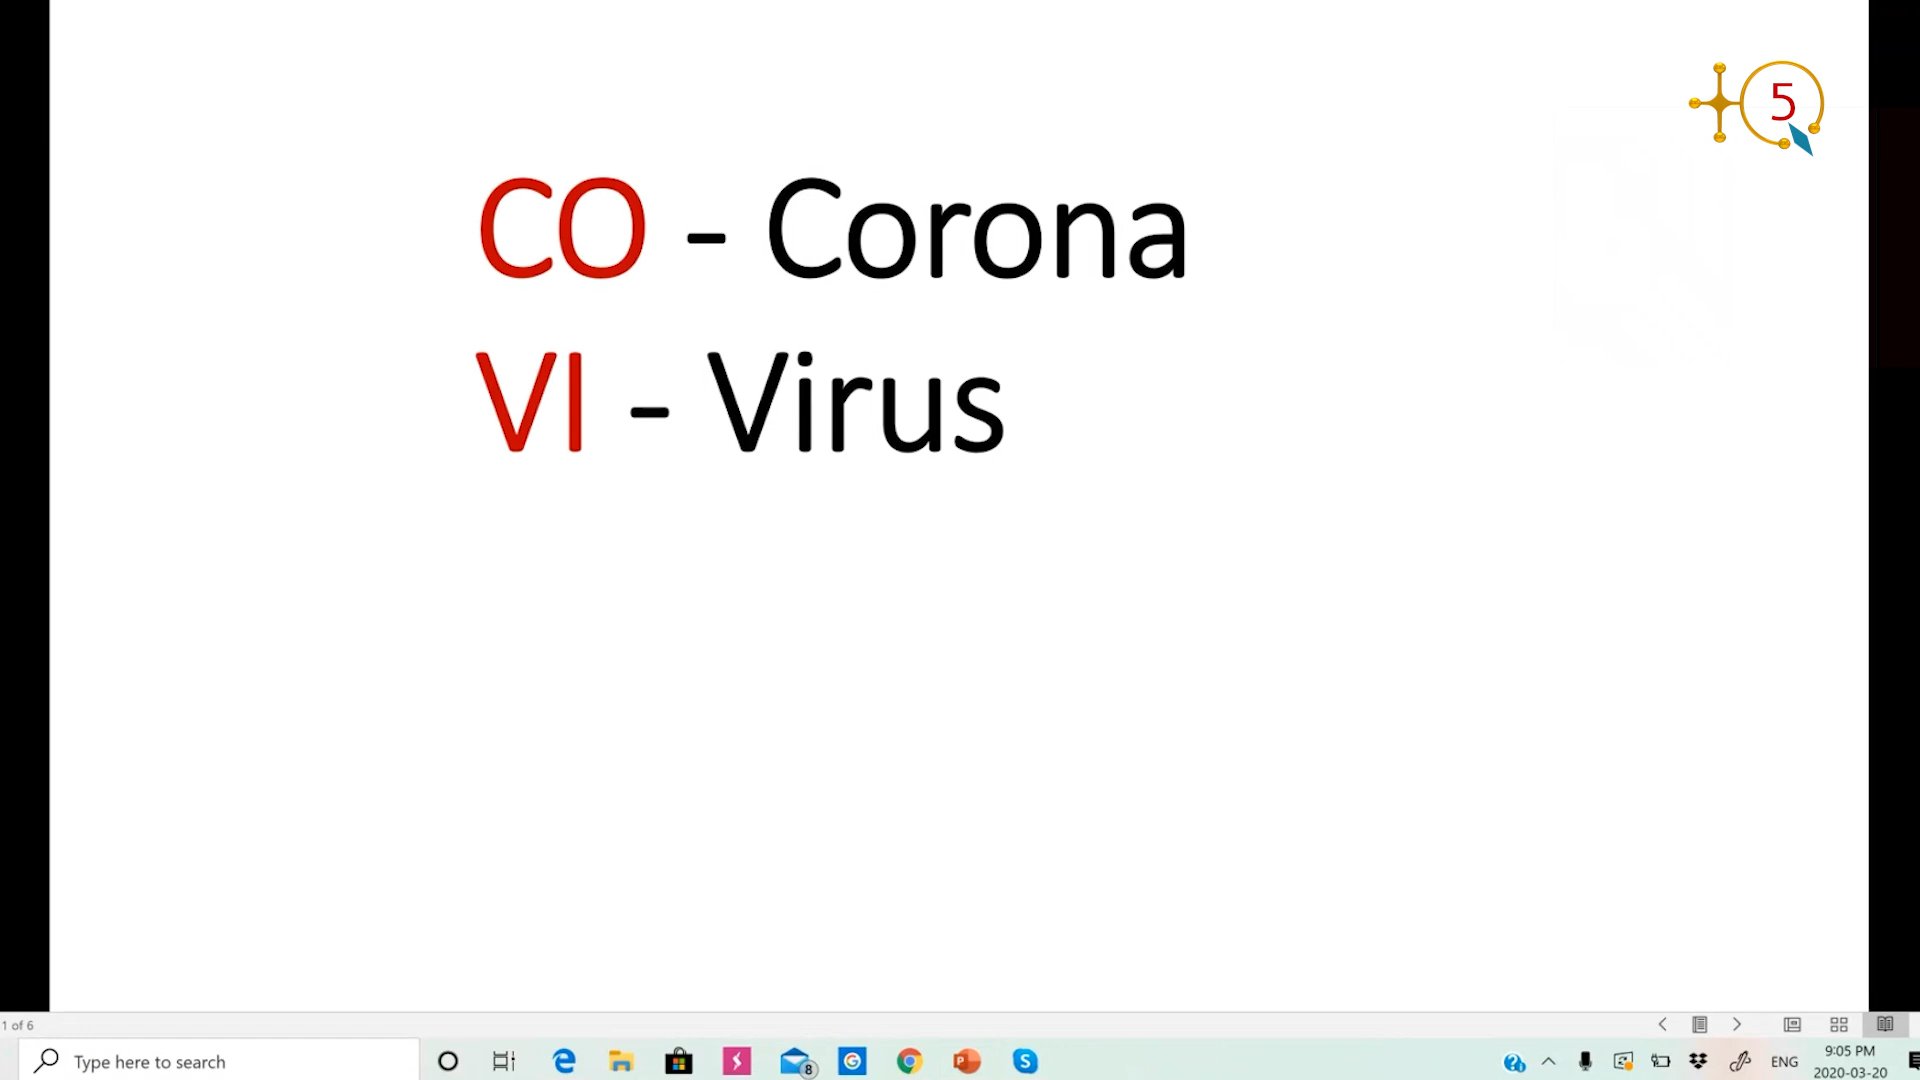 5
CO - Corona
VI - Virus
1 of 6
Type here to search
8
ENG
9:05 PM
2020-03-20